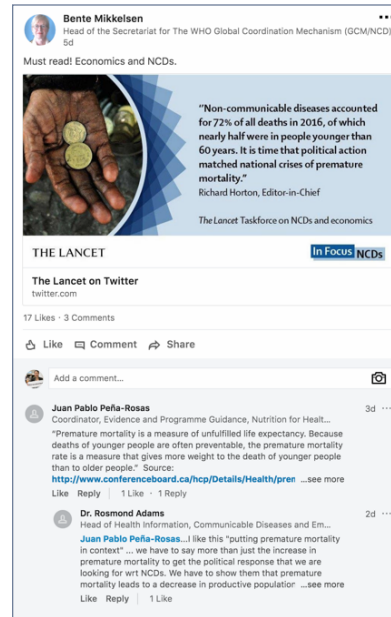 Bente Mikkelsen
Head of the Secretariat for The WHO Global Coordination Mechanism (GCM/NCD)
5d
Must read! Economics and NCDs.
"Non-communicable diseases accounted
for 72% of all deaths in 2016, of which
nearly half were in people younger than
60 years. It is time that political action
matched national crises of premature
mortality."
Richard Horton, Editor-in-Chief
The Lancet Taskforce on NCDs and economics
THE LANCET
In Focus NCDs
The Lancet on Twitter
twitter.com
17 Likes · 3 Comments
Like Comment Share
Add a comment...
Juan Pablo Peña-Rosas 3d ...
Coordinator, Evidence and Programme Guidance, Nutrition for Healt...
"Premature mortality is a measure of unfulfilled life expectancy. Because
deaths of younger people are often preventable, the premature mortality
rate is a measure that gives more weight to the death of younger people
than to older people." Source:
http://www.conferenceboard.ca/hcp/Details/Health/pren ...see more
Like Reply 1 Like · 1 Reply
Dr. Rosmond Adams 2d ...
Head of Health Information, Communicable Diseases and Em...
Juan Pablo Peña-Rosas...I like this "putting premature mortality
in context" ... we have to say more than just the increase in
premature mortality to get the political response that we are
looking for wrt NCDs. We have to show them that premature
mortality leads to a decrease in productive population ...see more
Like Reply 1 Like